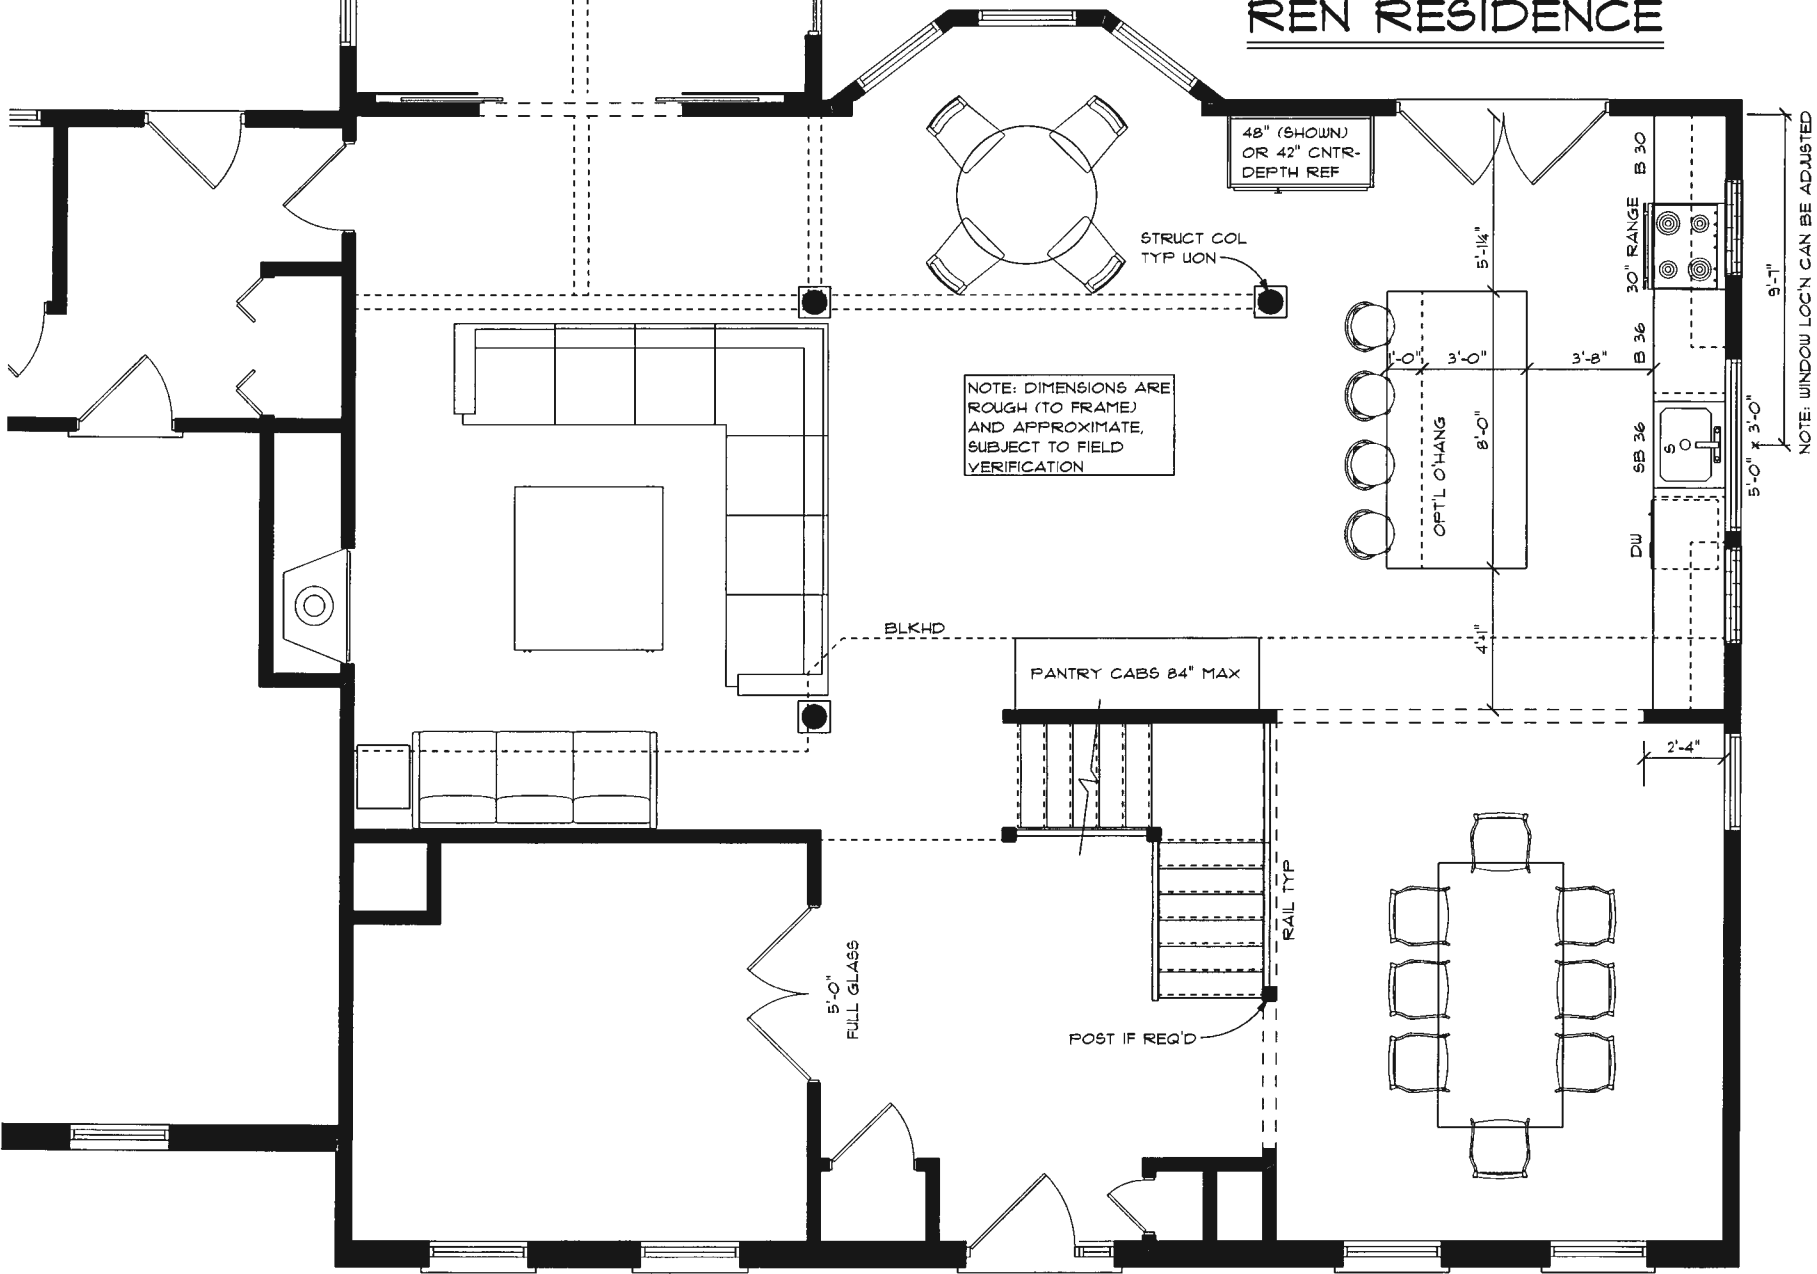 REN RESIDENCE
48" (SHOWN)
OR 42" CNTR-
DEPTH REF
B 30
30" RANGE
B 36
SB 36
DW
5'-1¼"
9'-1"
NOTE: WINDOW LOC'N CAN BE ADJUSTED
STRUCT COL
TYP UON
1'-0"
3'-0"
3'-8"
8'-0"
OPT'L O'HANG
S
5'-0" x 3'-0"
NOTE: DIMENSIONS ARE
ROUGH (TO FRAME)
AND APPROXIMATE,
SUBJECT TO FIELD
VERIFICATION
BLKHD
PANTRY CABS 84" MAX
4'-1"
2'-4"
RAIL TYP
5'-0"
FULL GLASS
POST IF REQ'D